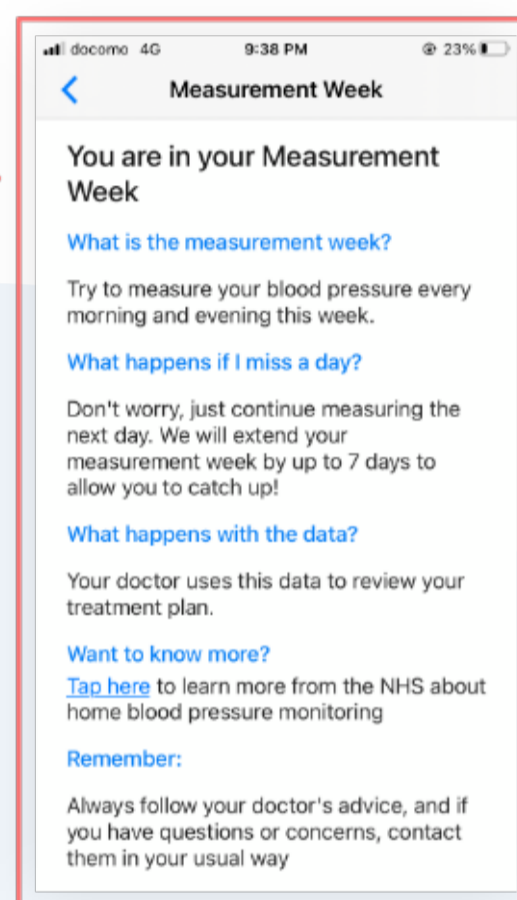 docomo 4G 9:38 PM 23%
Measurement Week
You are in your Measurement
Week
What is the measurement week?
Try to measure your blood pressure every
morning and evening this week.
What happens if I miss a day?
Don't worry, just continue measuring the
next day. We will extend your
measurement week by up to 7 days to
allow you to catch up!
What happens with the data?
Your doctor uses this data to review your
treatment plan.
Want to know more?
Tap here to learn more from the NHS about
home blood pressure monitoring
Remember:
Always follow your doctor's advice, and if
you have questions or concerns, contact
them in your usual way